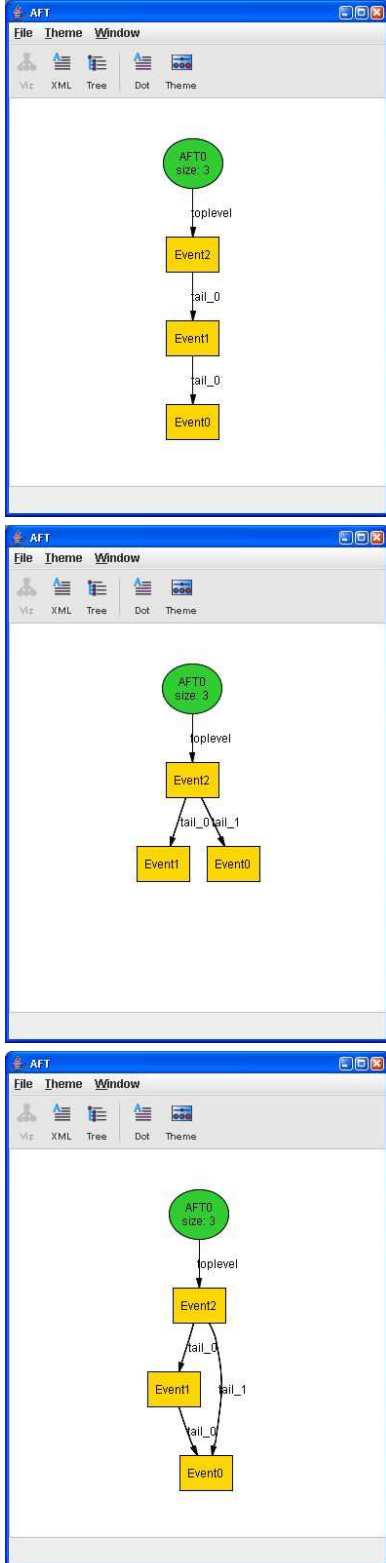 AFT
File Theme Window
Viz XML Tree Dot Theme
AFT0
size: 3
toplevel
Event2
tail_0
Event1
tail_0
Event0
AFT
File Theme Window
Viz XML Tree Dot Theme
AFT0
size: 3
toplevel
Event2
tail_0 tail_1
Event1 Event0
AFT
File Theme Window
Viz XML Tree Dot Theme
AFT0
size: 3
toplevel
Event2
tail_0
Event1 tail_1
tail_0
Event0